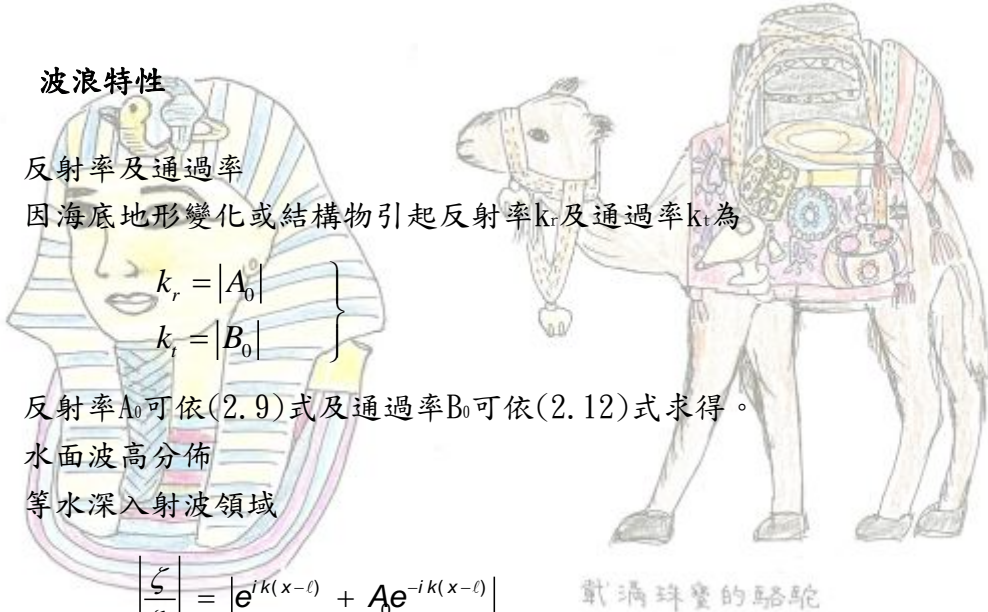 波浪特性
反射率及通過率
因海底地形變化或結構物引起反射率kᵣ及通過率kₜ為
kᵣ = |A₀|
kₜ = |B₀|
反射率A₀可依(2.9)式及通過率B₀可依(2.12)式求得。
水面波高分佈
等水深入射波領域
|ζ/ | = |e^{ik(x-ℓ)} + A₀e^{-ik(x-ℓ)}|
戴滿珠寶的駱駝